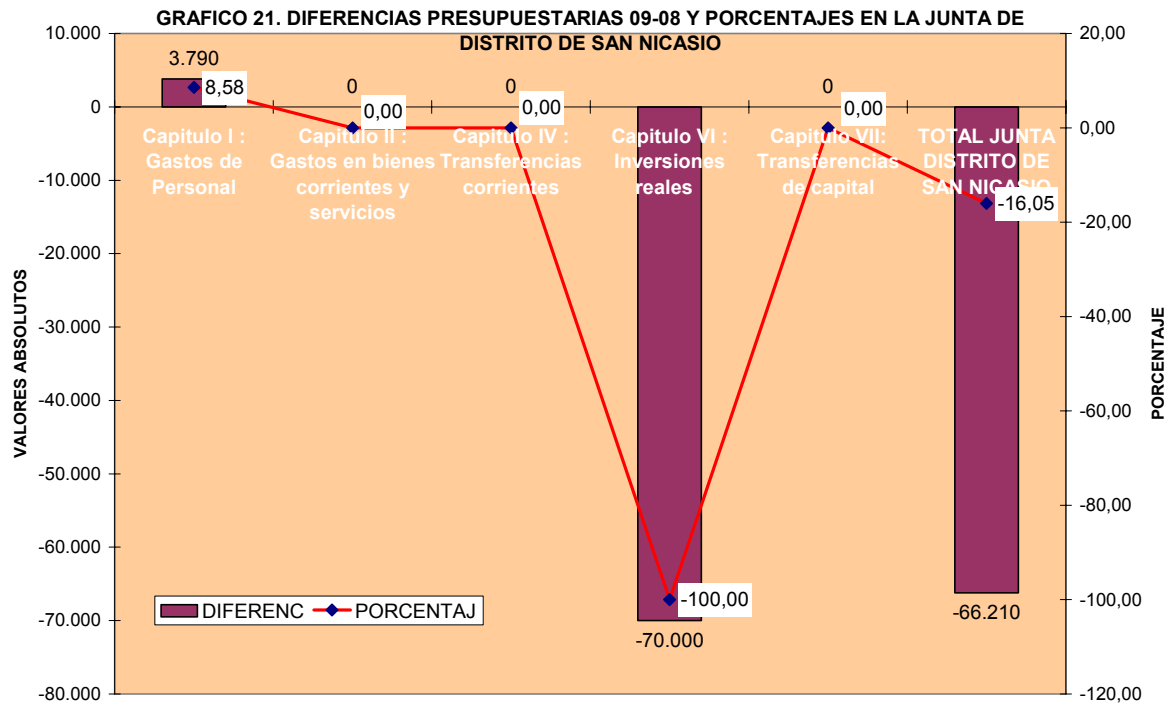 GRAFICO 21. DIFERENCIAS PRESUPUESTARIAS 09-08 Y PORCENTAJES EN LA JUNTA DE
DISTRITO DE SAN NICASIO
10.000
0
-10.000
-20.000
-30.000
-40.000
-50.000
-60.000
-70.000
-80.000
VALORES ABSOLUTOS
3.790
0
0
-70.000
0
-66.210
8,58
0,00
0,00
-100,00
0,00
-16,05
Capitulo I :
Gastos de
Personal
Capitulo II :
Gastos en bienes
corrientes y
servicios
Capitulo IV :
Transferencias
corrientes
Capitulo VI :
Inversiones
reales
Capitulo VII:
Transferencias
de capital
TOTAL JUNTA
DISTRITO DE
SAN NICASIO
DIFERENC
PORCENTAJ
20,00
0,00
-20,00
-40,00
-60,00
-80,00
-100,00
-120,00
PORCENTAJE